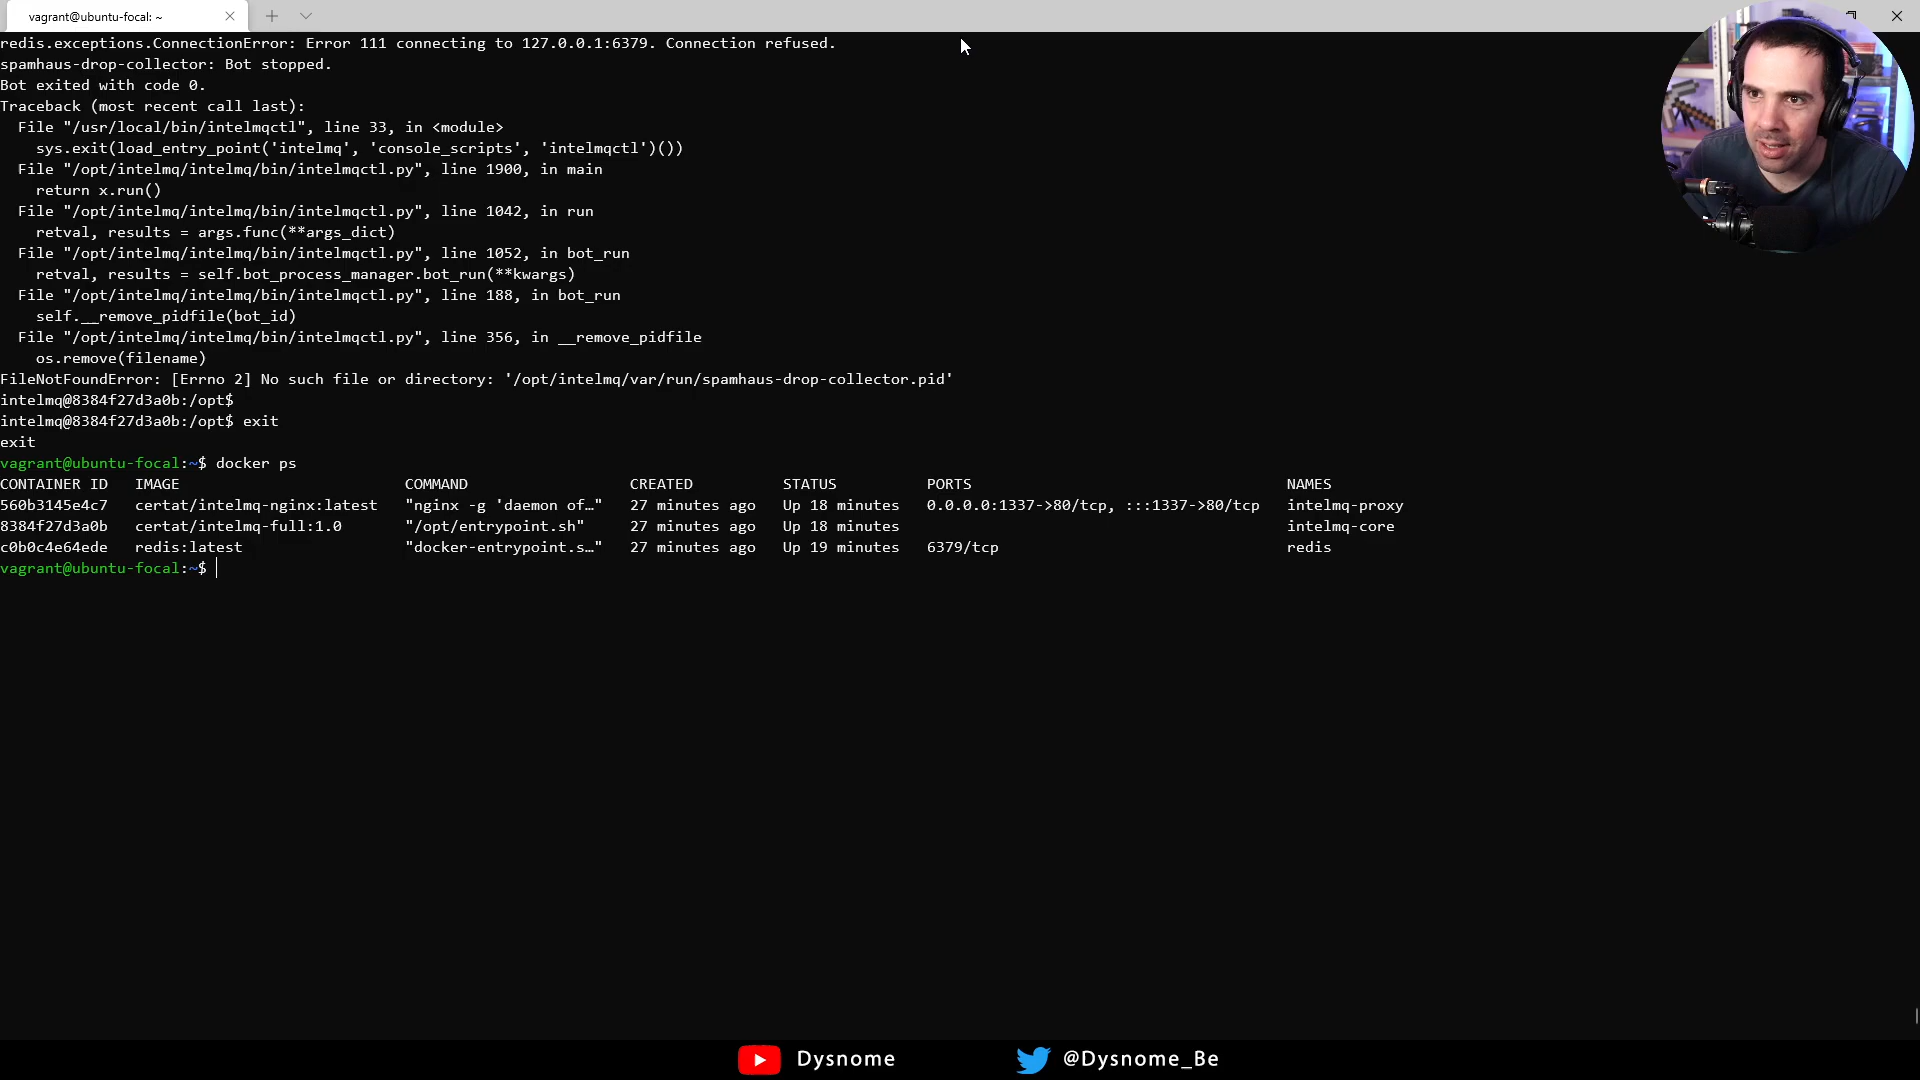 vagrant@ubuntu-focal: ~
redis.exceptions.ConnectionError: Error 111 connecting to 127.0.0.1:6379. Connection refused.
spamhaus-drop-collector: Bot stopped.
Bot exited with code 0.
Traceback (most recent call last):
  File "/usr/local/bin/intelmqctl", line 33, in <module>
    sys.exit(load_entry_point('intelmq', 'console_scripts', 'intelmqctl')())
  File "/opt/intelmq/intelmq/bin/intelmqctl.py", line 1900, in main
    return x.run()
  File "/opt/intelmq/intelmq/bin/intelmqctl.py", line 1042, in run
    retval, results = args.func(**args_dict)
  File "/opt/intelmq/intelmq/bin/intelmqctl.py", line 1052, in bot_run
    retval, results = self.bot_process_manager.bot_run(**kwargs)
  File "/opt/intelmq/intelmq/bin/intelmqctl.py", line 188, in bot_run
    self.__remove_pidfile(bot_id)
  File "/opt/intelmq/intelmq/bin/intelmqctl.py", line 356, in __remove_pidfile
    os.remove(filename)
FileNotFoundError: [Errno 2] No such file or directory: '/opt/intelmq/var/run/spamhaus-drop-collector.pid'
intelmq@8384f27d3a0b:/opt$
intelmq@8384f27d3a0b:/opt$ exit
exit
vagrant@ubuntu-focal:~$ docker ps
CONTAINER ID   IMAGE   COMMAND   CREATED   STATUS   PORTS   NAMES
560b3145e4c7   certat/intelmq-nginx:latest   "nginx -g 'daemon of…"   27 minutes ago   Up 18 minutes   0.0.0.0:1337->80/tcp, :::1337->80/tcp   intelmq-proxy
8384f27d3a0b   certat/intelmq-full:1.0   "/opt/entrypoint.sh"   27 minutes ago   Up 18 minutes   intelmq-core
c0b0c4e64ede   redis:latest   "docker-entrypoint.s…"   27 minutes ago   Up 19 minutes   6379/tcp   redis
vagrant@ubuntu-focal:~$
Dysnome   @Dysnome_Be